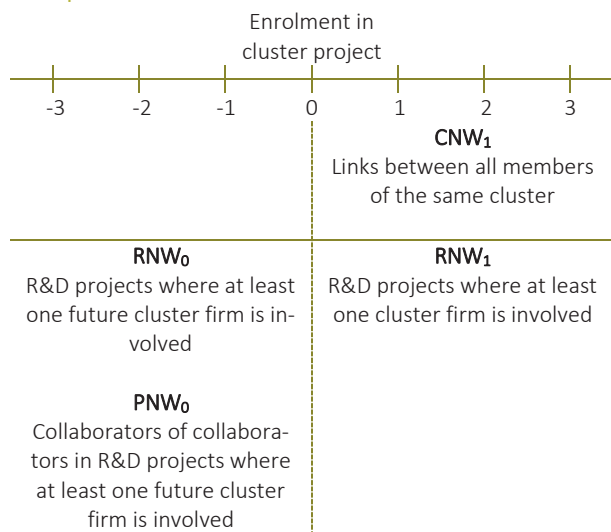 Enrolment in
cluster project
-3 -2 -1 0 1 2 3
CNW₁
Links between all members
of the same cluster
RNW₀
R&D projects where at least
one future cluster firm is in-
volved
RNW₁
R&D projects where at least
one cluster firm is involved
PNW₀
Collaborators of collabora-
tors in R&D projects where
at least one future cluster
firm is involved